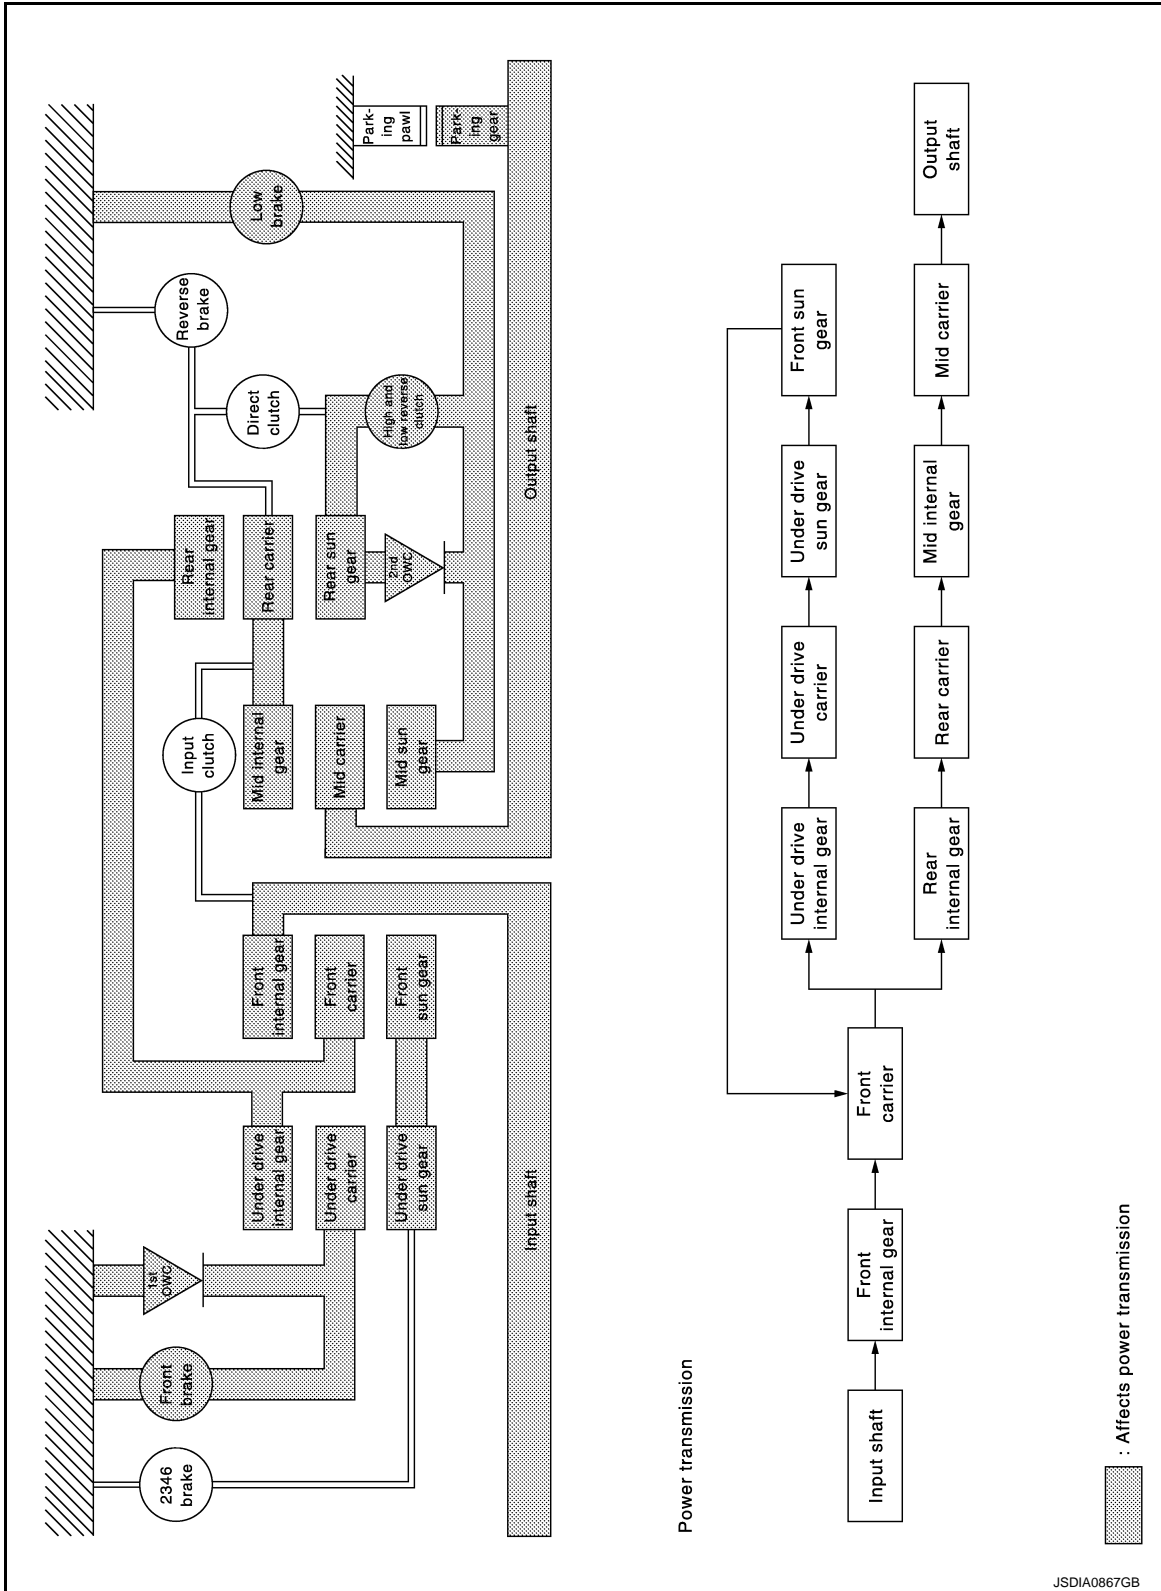 2346
brake
Front
brake
1st
OWC
Under drive
internal gear
Under drive
carrier
Under drive
sun gear
Front
internal gear
Front
carrier
Front
sun gear
Input shaft
Input
clutch
Mid internal
gear
Mid carrier
Mid sun
gear
Rear
internal gear
Rear carrier
Rear sun
gear
2nd
OWC
Direct
clutch
High and
low reverse
clutch
Reverse
brake
Low
brake
Park-
ing
pawl
Park-
ing
gear
Output shaft
Power transmission
Input shaft
Front
internal gear
Front
carrier
Under drive
internal gear
Under drive
carrier
Under drive
sun gear
Front sun
gear
Rear
internal gear
Rear carrier
Mid internal
gear
Mid carrier
Output
shaft
: Affects power transmission
JSDIA0867GB